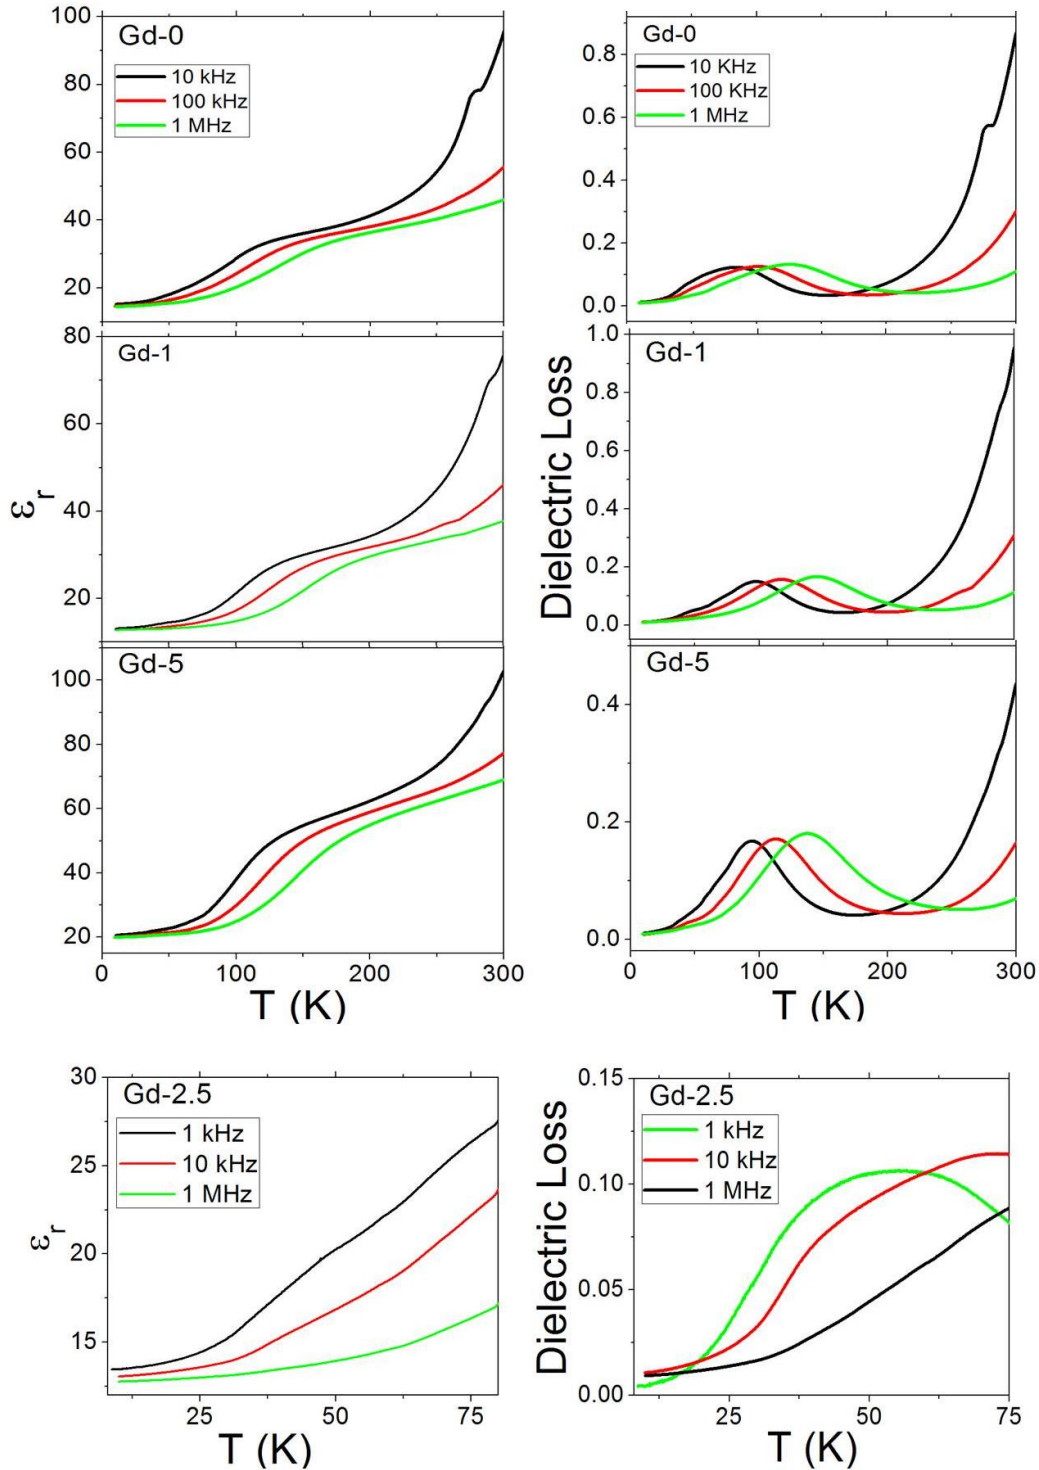 Gd-0
10 kHz
100 kHz
1 MHz
100
80
60
40
20
Gd-0
10 KHz
100 KHz
1 MHz
0.8
0.6
0.4
0.2
0.0
Gd-1
80
60
40
20
εr
Gd-1
1.0
0.8
0.6
0.4
0.2
0.0
Dielectric Loss
Gd-5
100
80
60
40
20
0 100 200 300
T (K)
Gd-5
0.4
0.2
0.0
0 100 200 300
T (K)
Gd-2.5
1 kHz
10 kHz
1 MHz
30
25
20
15
εr
25 50 75
T (K)
Gd-2.5
1 kHz
10 kHz
1 MHz
0.15
0.10
0.05
0.00
Dielectric Loss
25 50 75
T (K)